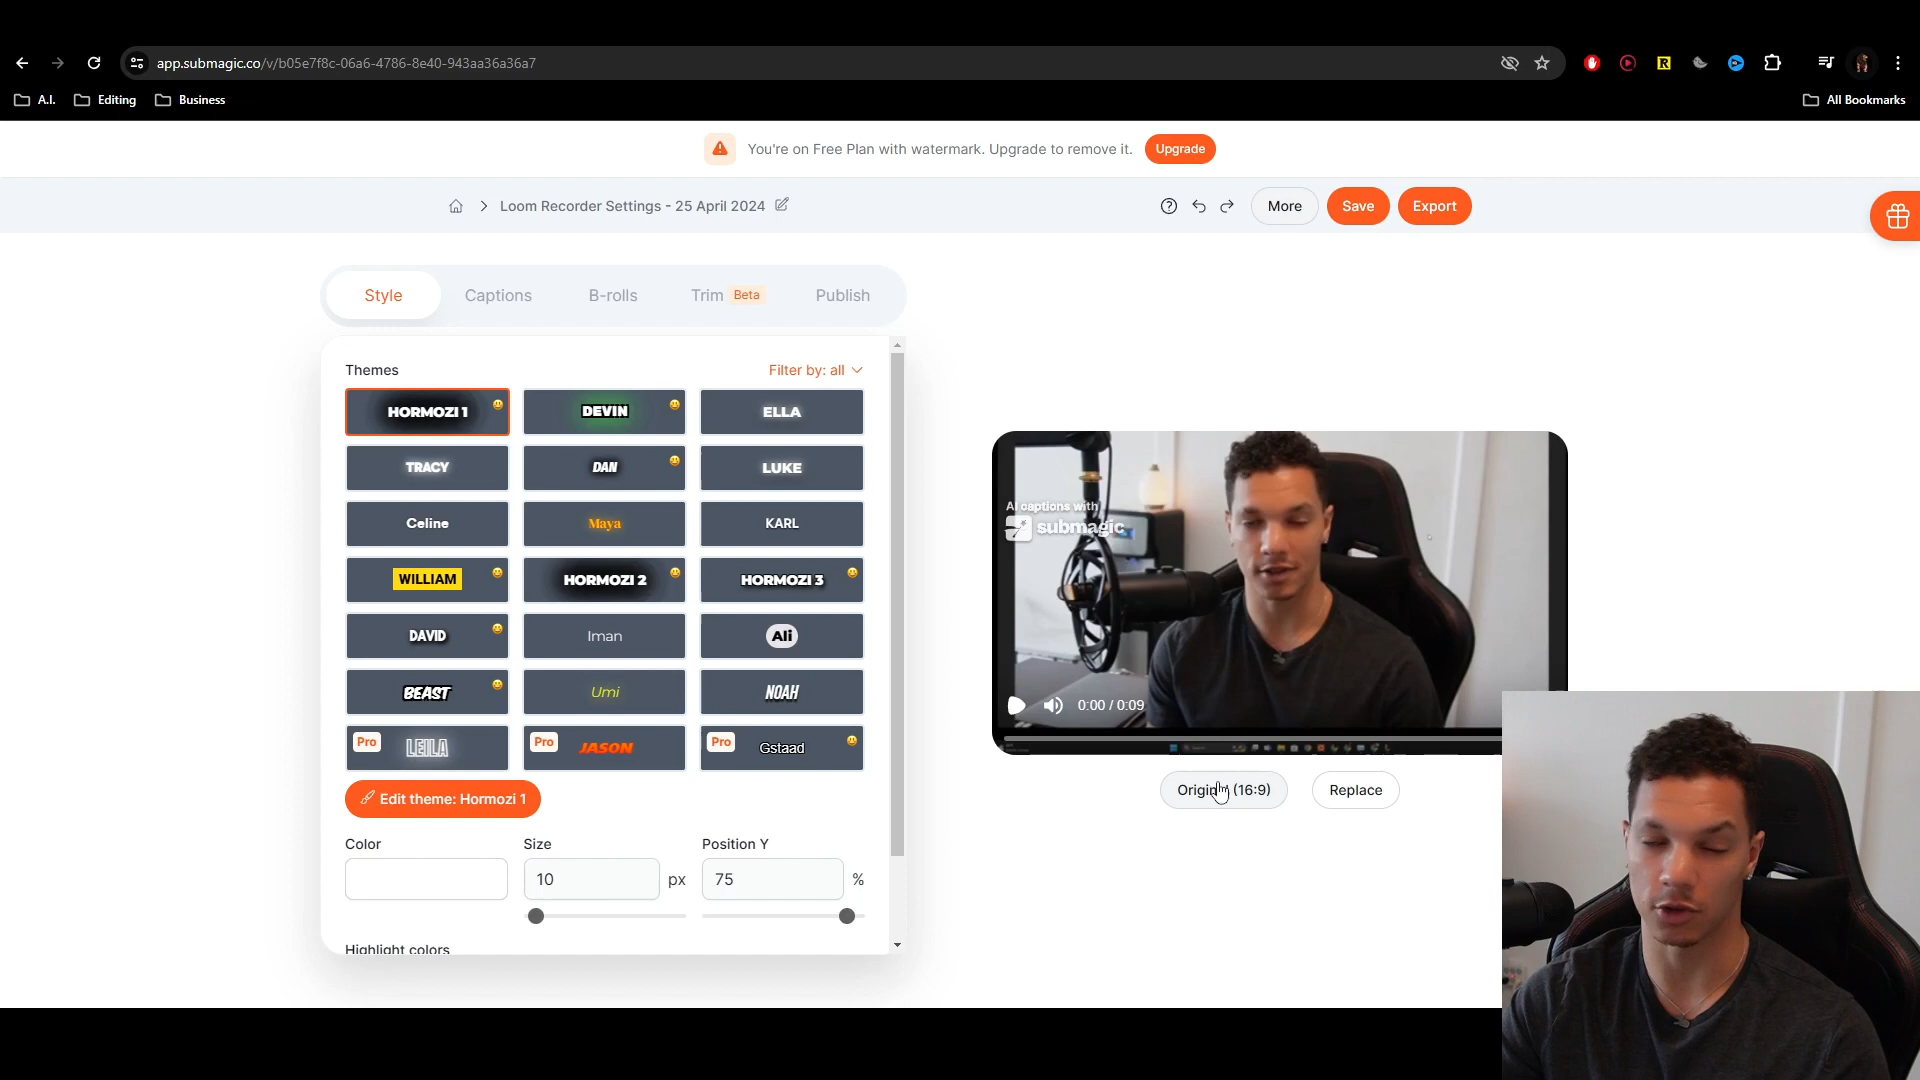 app.submagic.co/v/b05e7f8c-06a6-4786-8e40-943aa36a36a7
A.I.
Editing
Business
All Bookmarks
You're on Free Plan with watermark. Upgrade to remove it.
Upgrade
Loom Recorder Settings - 25 April 2024
More
Save
Export
Style
Captions
B-rolls
Trim Beta
Publish
Themes
Filter by: all
HORMOZI 1
DEVIN
ELLA
TRACY
DAN
LUKE
Celine
Maya
KARL
WILLIAM
HORMOZI 2
HORMOZI 3
DAVID
Iman
Ali
BEAST
Umi
NOAH
Pro LEILA
Pro JASON
Pro Gstaad
Edit theme: Hormozi 1
Color
Size
Position Y
10 px
75 %
Highlight colors
AI captions with
submagic
0:00 / 0:09
(16:9)
Replace